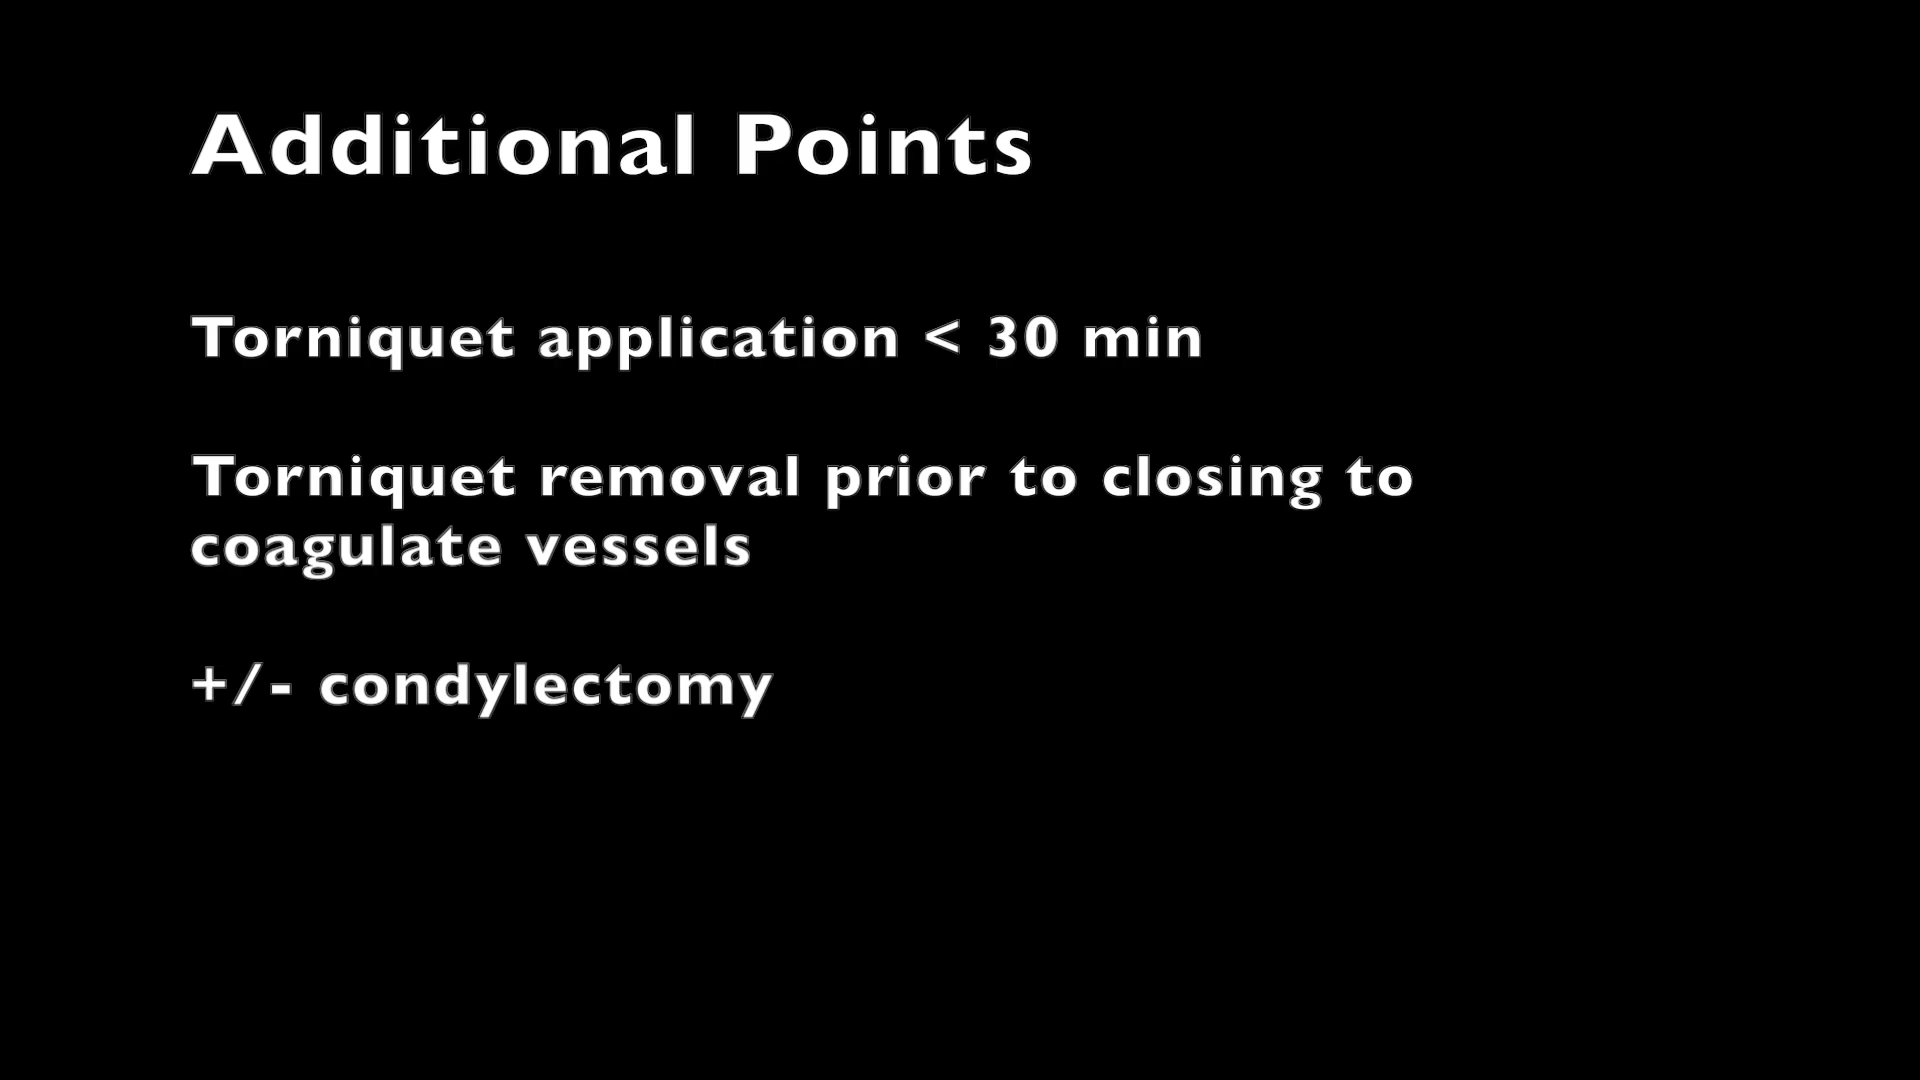 Additional Points
Torniquet application < 30 min
Torniquet removal prior to closing to
coagulate vessels
+/- condylectomy